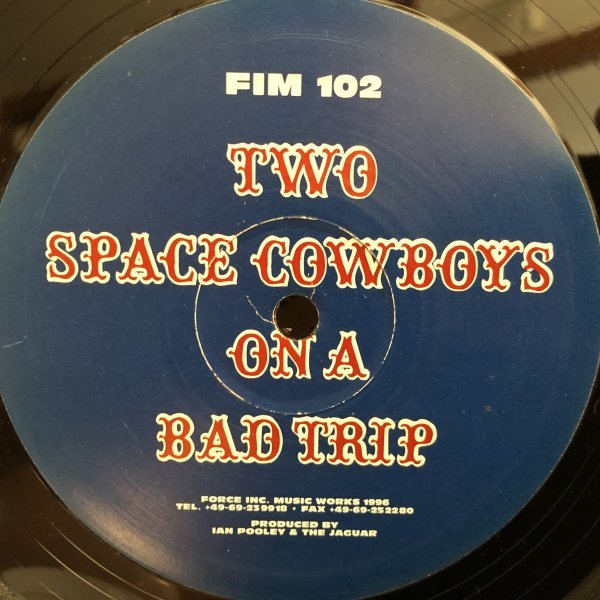 FIM 102
TWO
SPACE COWBOYS
ON A
BAD TRIP
FORCE INC. MUSIC WORKS 1996
TEL. +49-69-239918 • FAX +49-69-252280
PRODUCED BY
IAN POOLEY & THE JAGUAR